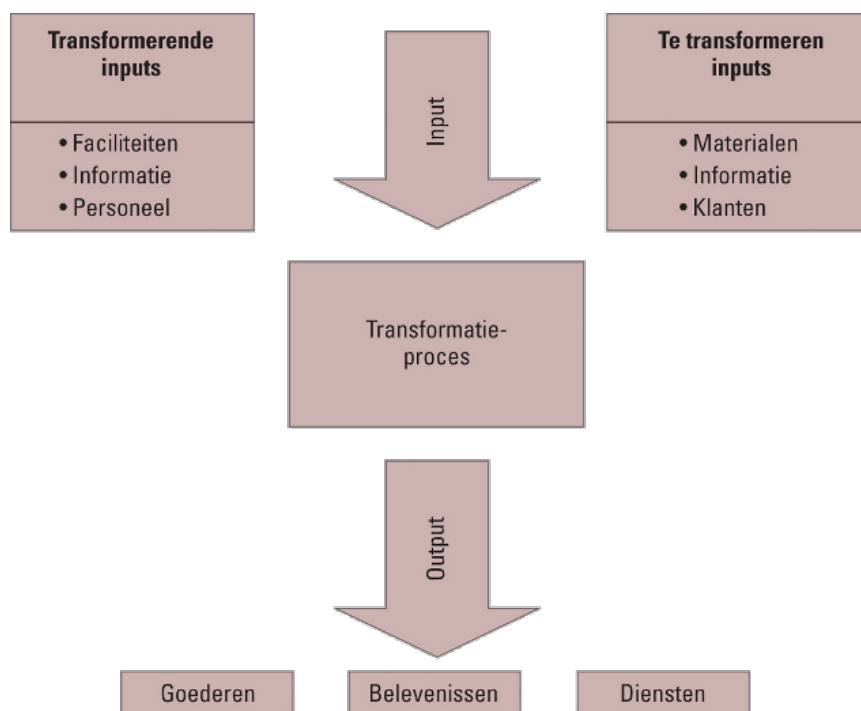 Transformerende
inputs
• Faciliteiten
• Informatie
• Personeel
Input
Te transformeren
inputs
• Materialen
• Informatie
• Klanten
Transformatie-
proces
Output
Goederen
Belevenissen
Diensten